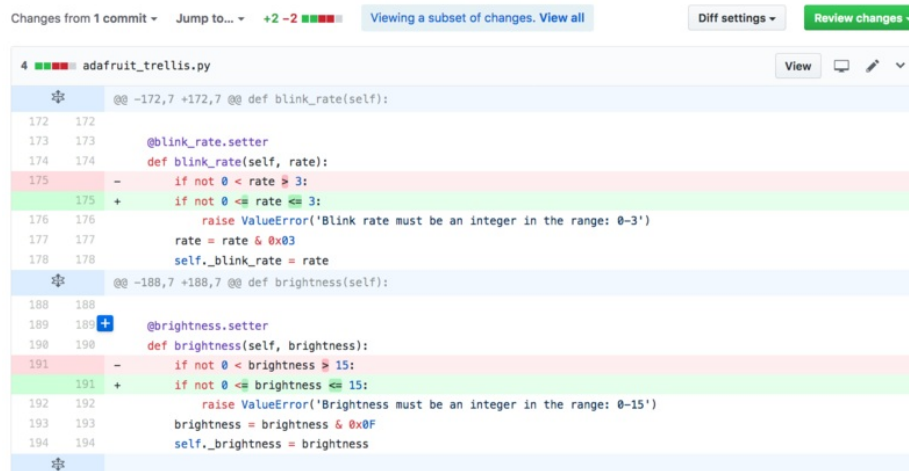 Changes from 1 commit Jump to... +2 −2 Viewing a subset of changes. View all Diff settings Review changes
4 adafruit_trellis.py View
@@ -172,7 +172,7 @@ def blink_rate(self):
172 172
173 173 @blink_rate.setter
174 174 def blink_rate(self, rate):
175 - if not 0 < rate > 3:
175 + if not 0 <= rate <= 3:
176 176 raise ValueError('Blink rate must be an integer in the range: 0-3')
177 177 rate = rate & 0x03
178 178 self._blink_rate = rate
@@ -188,7 +188,7 @@ def brightness(self):
188 188
189 189 + @brightness.setter
190 190 def brightness(self, brightness):
191 - if not 0 < brightness > 15:
191 + if not 0 <= brightness <= 15:
192 192 raise ValueError('Brightness must be an integer in the range: 0-15')
193 193 brightness = brightness & 0x0F
194 194 self._brightness = brightness